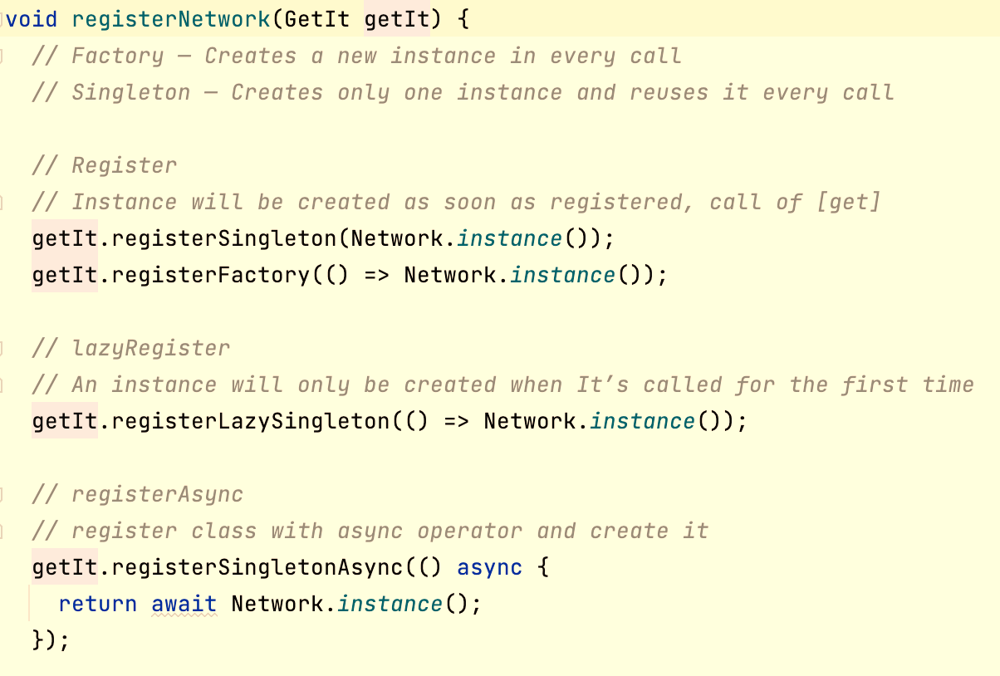 void registerNetwork(GetIt getIt) {
  // Factory – Creates a new instance in every call
  // Singleton – Creates only one instance and reuses it every call

  // Register
  // Instance will be created as soon as registered, call of [get]
  getIt.registerSingleton(Network.instance());
  getIt.registerFactory(() => Network.instance());

  // lazyRegister
  // An instance will only be created when It’s called for the first time
  getIt.registerLazySingleton(() => Network.instance());

  // registerAsync
  // register class with async operator and create it
  getIt.registerSingletonAsync(() async {
    return await Network.instance();
  });